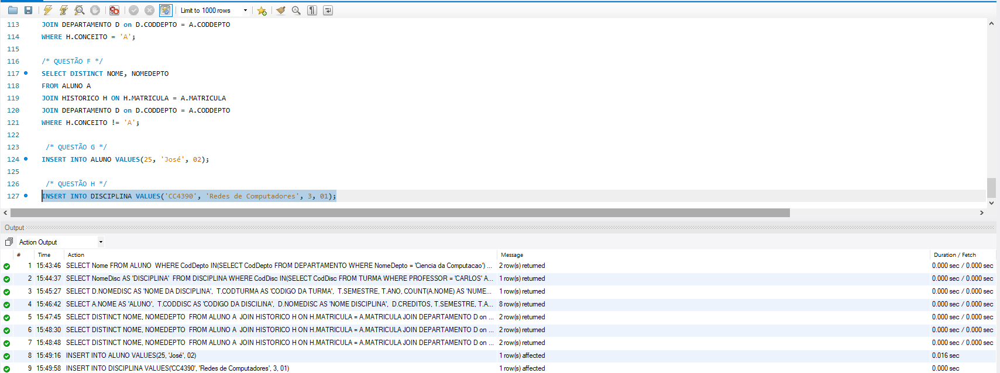 Limit to 1000 rows
113 JOIN DEPARTAMENTO D on D.CODDEPTO = A.CODDEPTO
114 WHERE H.CONCEITO = 'A';
115
116 /* QUESTÃO F */
117 SELECT DISTINCT NOME, NOMEDEPTO
118 FROM ALUNO A
119 JOIN HISTORICO H ON H.MATRICULA = A.MATRICULA
120 JOIN DEPARTAMENTO D on D.CODDEPTO = A.CODDEPTO
121 WHERE H.CONCEITO != 'A';
122
123 /* QUESTÃO G */
124 INSERT INTO ALUNO VALUES(25, 'José', 02);
125
126 /* QUESTÃO H */
127 INSERT INTO DISCIPLINA VALUES('CC4390', 'Redes de Computadores', 3, 01);
Output
Action Output
# Time Action Message Duration / Fetch
1 15:43:46 SELECT Nome FROM ALUNO WHERE CodDepto IN(SELECT CodDepto FROM DEPARTAMENTO WHERE NomeDepto = 'Ciencia da Computacao') ... 2 row(s) returned 0.000 sec / 0.000 sec
2 15:44:37 SELECT NomeDisc AS 'DISCIPLINA' FROM DISCIPLINA WHERE CodDisc IN(SELECT CodDisc FROM TURMA WHERE PROFESSOR = 'CARLOS' A... 1 row(s) returned 0.000 sec / 0.000 sec
3 15:45:27 SELECT D.NOMEDISC AS 'NOME DA DISCIPLINA', T.CODTURMA AS 'CODIGO DA TURMA', T.SEMESTRE, T.ANO, COUNT(A.NOME) AS 'NUME... 1 row(s) returned 0.000 sec / 0.000 sec
4 15:46:42 SELECT A.NOME AS 'ALUNO', T.CODDISC AS 'CODIGO DA DISCILINA', D.NOMEDISC AS 'NOME DISCIPLINA', D.CREDITOS, T.SEMESTRE, T.A... 8 row(s) returned 0.000 sec / 0.000 sec
5 15:47:45 SELECT DISTINCT NOME, NOMEDEPTO FROM ALUNO A JOIN HISTORICO H ON H.MATRICULA = A.MATRICULA JOIN DEPARTAMENTO D on ... 2 row(s) returned 0.000 sec / 0.000 sec
6 15:48:30 SELECT DISTINCT NOME, NOMEDEPTO FROM ALUNO A JOIN HISTORICO H ON H.MATRICULA = A.MATRICULA JOIN DEPARTAMENTO D on ... 2 row(s) returned 0.000 sec / 0.000 sec
7 15:48:48 SELECT DISTINCT NOME, NOMEDEPTO FROM ALUNO A JOIN HISTORICO H ON H.MATRICULA = A.MATRICULA JOIN DEPARTAMENTO D on ... 2 row(s) returned 0.000 sec / 0.000 sec
8 15:49:16 INSERT INTO ALUNO VALUES(25, 'José', 02) 1 row(s) affected 0.016 sec
9 15:49:58 INSERT INTO DISCIPLINA VALUES('CC4390', 'Redes de Computadores', 3, 01) 1 row(s) affected 0.000 sec